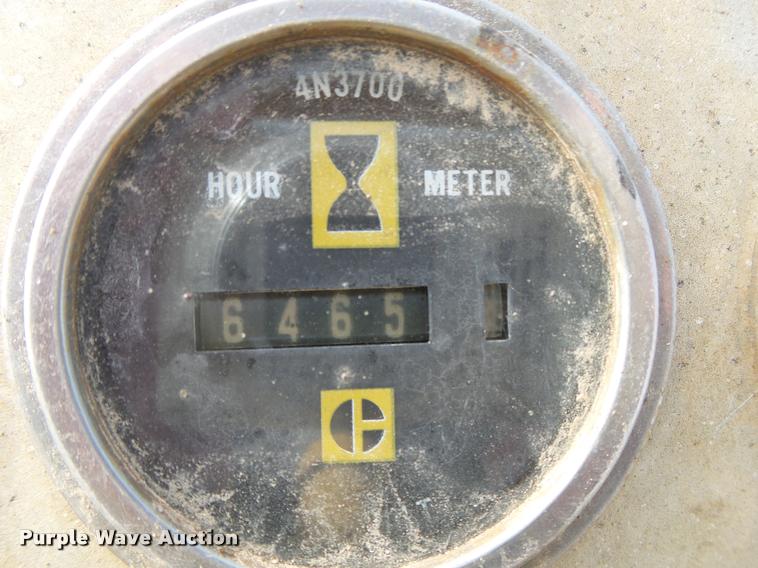 4N3700
HOUR METER
6465
Purple Wave Auction